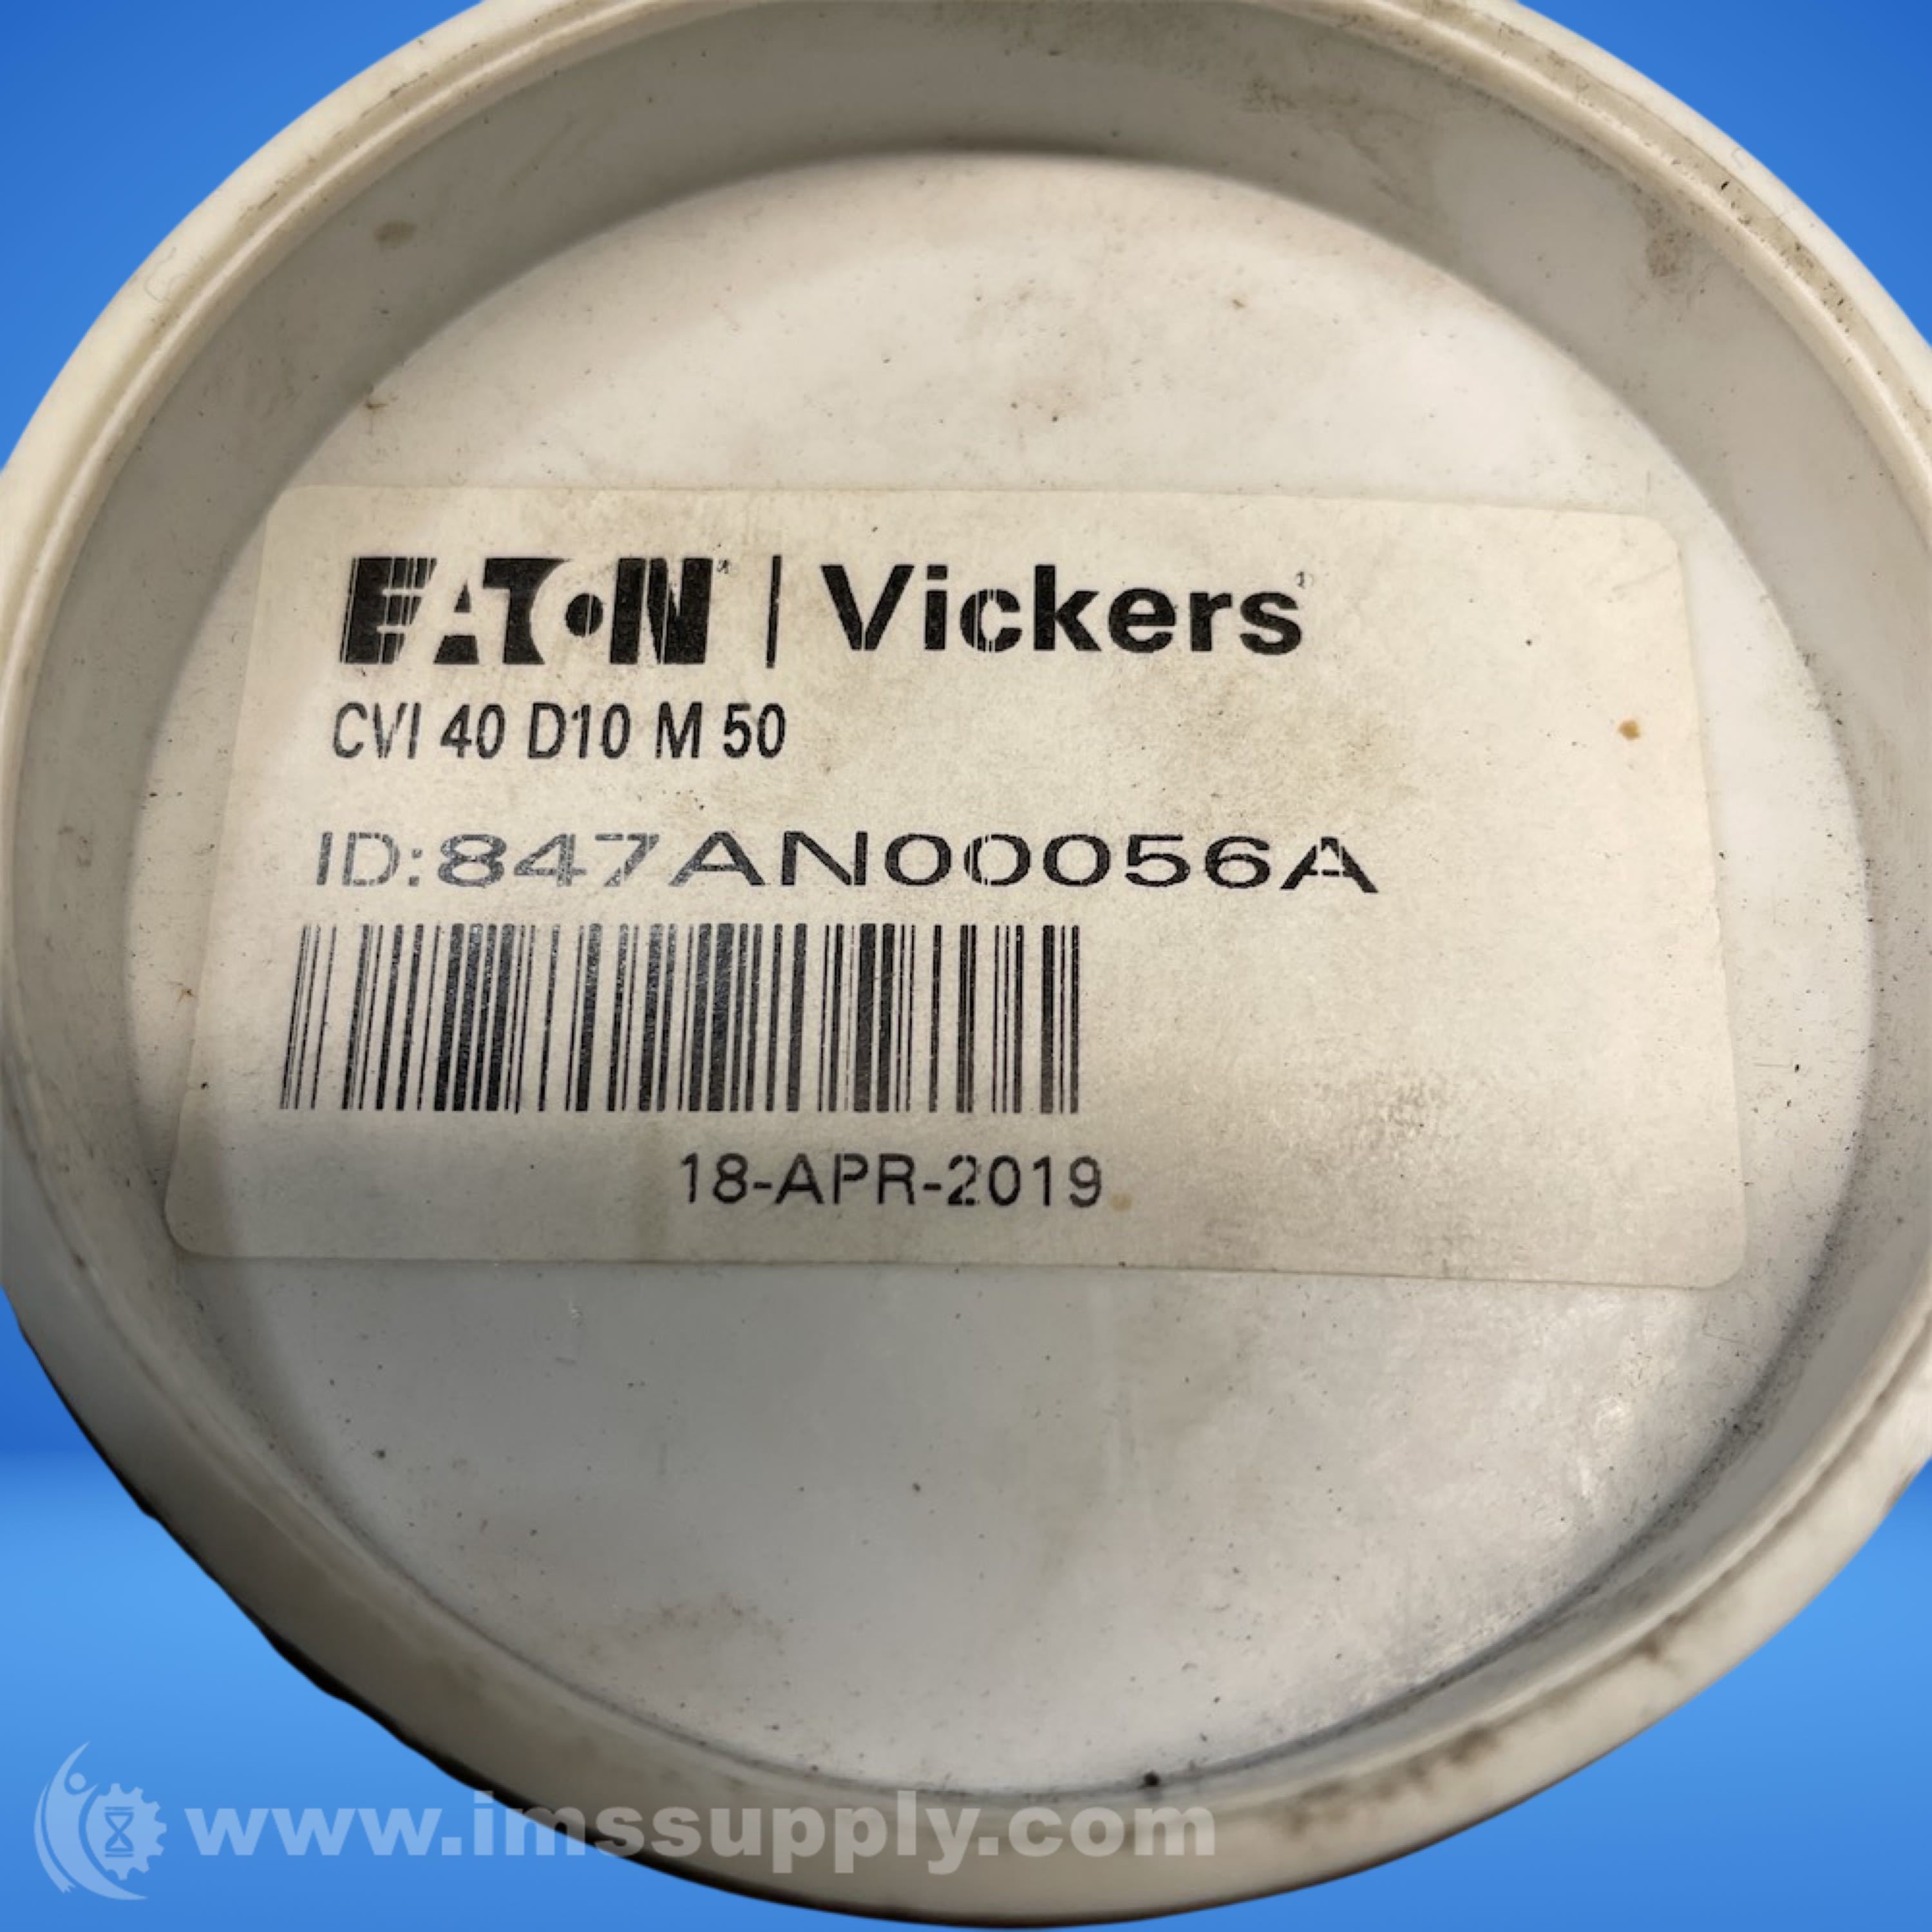 EATON | Vickers
CVI 40 D10 M 50
ID:847AN00056A
18-APR-2019
www.imssupply.com